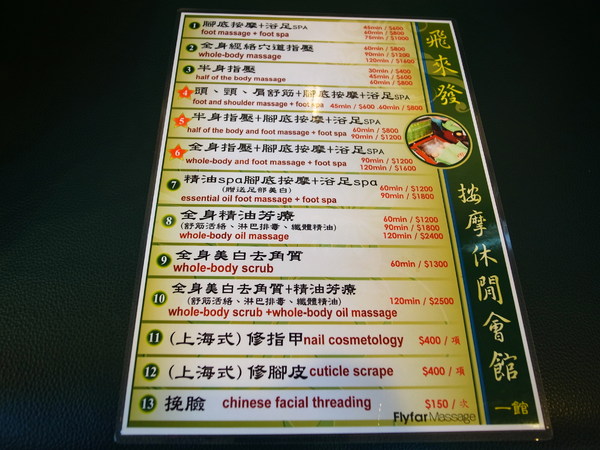 1 腳底按摩+浴足SPA 45min / $600
foot massage + foot spa 60min / $800
75min / $1000
2 全身經絡穴道指壓 60min / $800
whole-body massage 90min / $1200
120min / $1600
3 半身指壓 30min / $400
half of the body massage 45min / $600
60min / $800
4 頭、頸、肩舒筋+腳底按摩+浴足SPA
foot and shoulder massage + foot spa 45min / $600 .60min / $800
5 半身指壓+腳底按摩+浴足SPA
half of the body and foot massage + foot spa 60min / $800
90min / $1200
6 全身指壓+腳底按摩+浴足SPA
whole-body and foot massage + foot spa 90min / $1200
120min / $1600
7 精油spa腳底按摩+浴足spa
(贈送足部美白) 60min / $1200
essential oil foot massage + foot spa 90min / $1800
8 全身精油芳療 60min / $1200
(舒筋活絡、淋巴排毒、纖體精油) 90min / $1800
whole-body oil massage 120min / $2400
9 全身美白去角質
whole-body scrub 60min / $1300
10 全身美白去角質+精油芳療
(舒筋活絡、淋巴排毒、纖體精油) 120min / $2500
whole-body scrub +whole-body oil massage
11 (上海式) 修指甲nail cosmetology $400 / 項
12 (上海式) 修腳皮cuticle scrape $400 / 項
13 挽臉 chinese facial threading $150 / 次
Flyfar Massage
飛來發
按摩休閒會館
一館